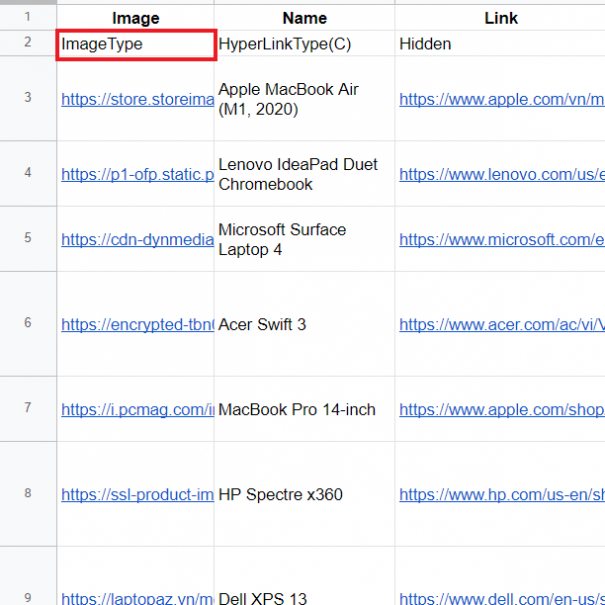 1 Image Name Link
2 ImageType HyperLinkType(C) Hidden
3 https://store.storeima Apple MacBook Air https://www.apple.com/vn/m
(M1, 2020)
4 https://p1-ofp.static.p Lenovo IdeaPad Duet https://www.lenovo.com/us/e
Chromebook
5 https://cdn-dynmedia Microsoft Surface https://www.microsoft.com/e
Laptop 4
6 https://encrypted-tbn Acer Swift 3 https://www.acer.com/ac/vi/V
7 https://i.pcmag.com/i MacBook Pro 14-inch https://www.apple.com/shop
8 https://ssl-product-im HP Spectre x360 https://www.hp.com/us-en/sh
9 https://laptopaz.vn/m Dell XPS 13 https://www.dell.com/en-us/s